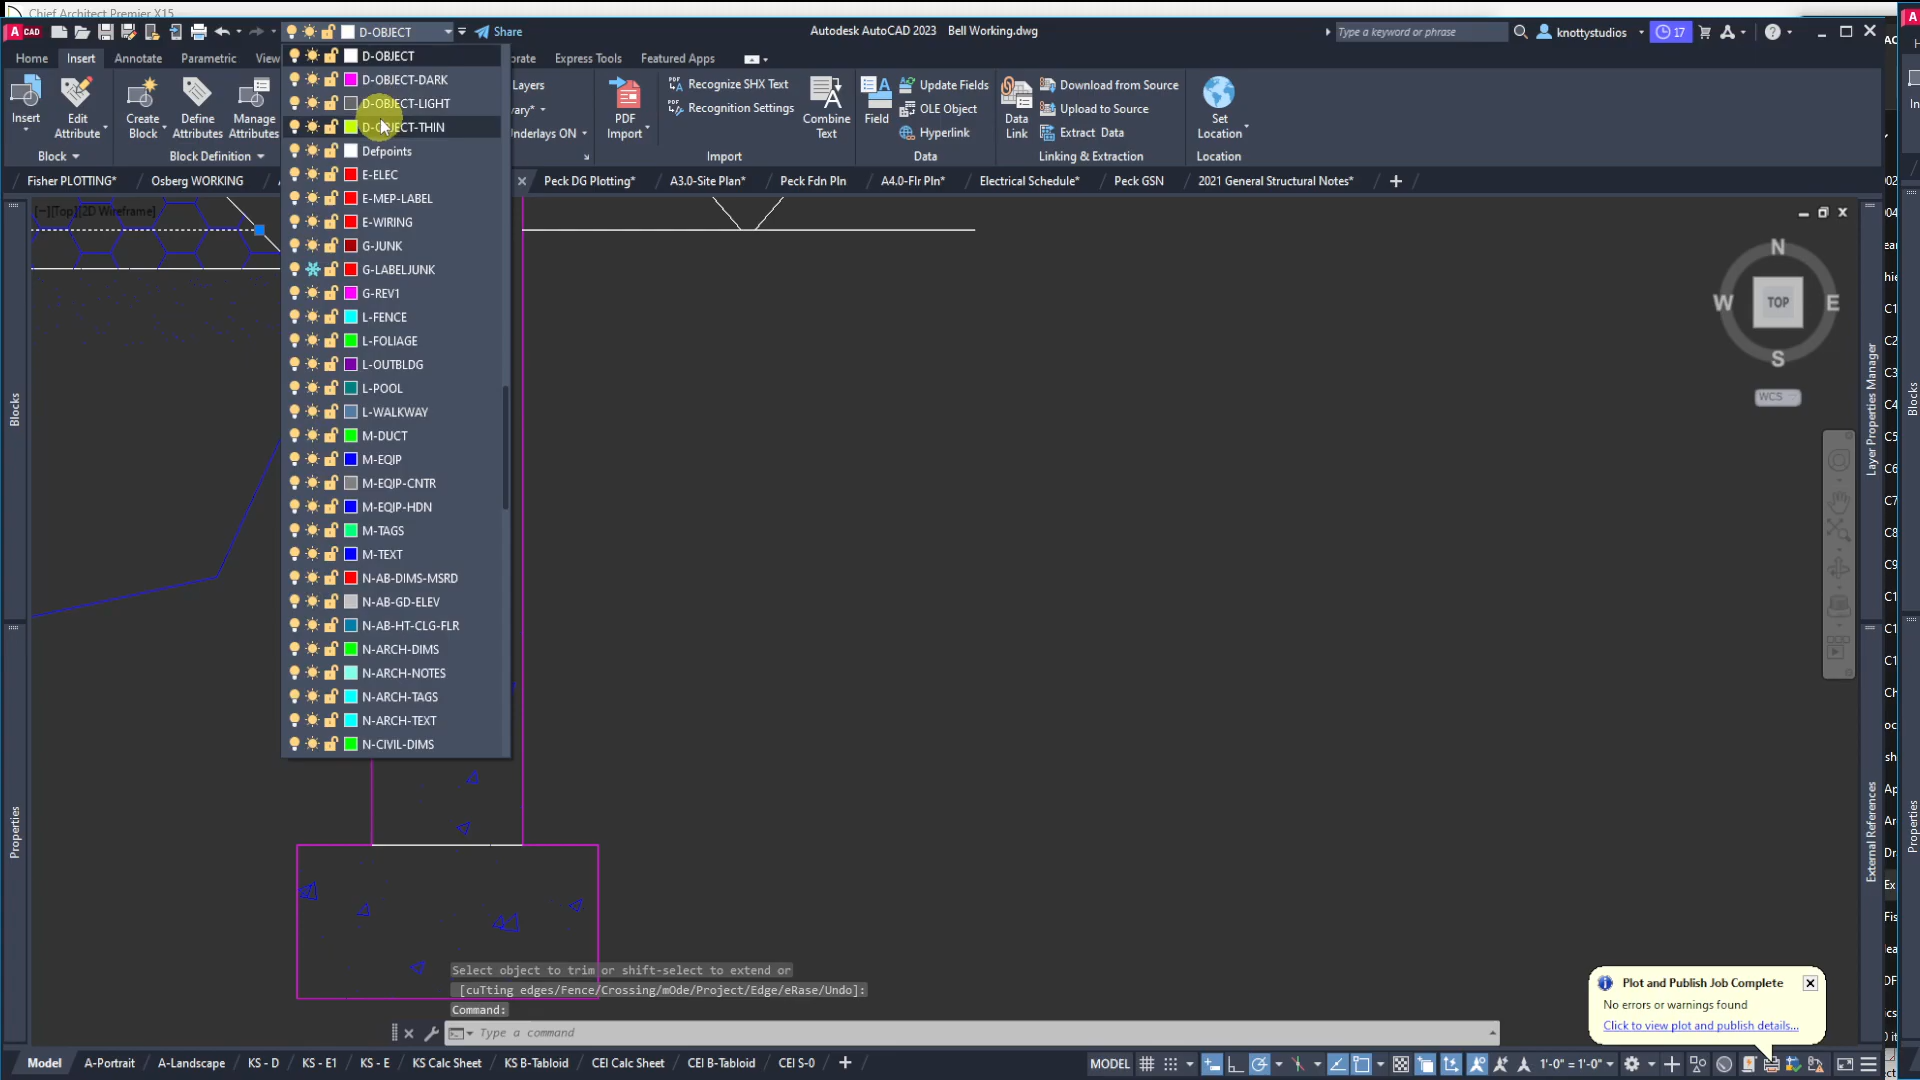 Chief Architect Premier X15
CAD
D-OBJECT
Share
Autodesk AutoCAD 2023 Bell Working.dwg
Type a keyword or phrase
knottystudios
17
Home
Insert
Annotate
Parametric
View
Express Tools
Featured Apps
Insert
Edit
Attribute
Create
Block
Define
Attributes
Manage
Attributes
Block
Block Definition
Layers
Underlays ON
PDF
Import
Recognize SHX Text
Recognition Settings
Combine
Text
Import
Field
Update Fields
OLE Object
Hyperlink
Data
Data
Link
Download from Source
Upload to Source
Extract Data
Linking & Extraction
Set
Location
Location
Fisher PLOTTING*
Osberg WORKING
Peck DG Plotting*
A3.0-Site Plan*
Peck Fdn Pln
A4.0-Flr Pln*
Electrical Schedule*
Peck GSN
2021 General Structural Notes*
[−][Top][2D Wireframe]
D-OBJECT
D-OBJECT-DARK
D-OBJECT-LIGHT
D-OBJECT-THIN
Defpoints
E-ELEC
E-MEP-LABEL
E-WIRING
G-JUNK
G-LABELJUNK
G-REV1
L-FENCE
L-FOLIAGE
L-OUTBLDG
L-POOL
L-WALKWAY
M-DUCT
M-EQIP
M-EQIP-CNTR
M-EQIP-HDN
M-TAGS
M-TEXT
N-AB-DIMS-MSRD
N-AB-GD-ELEV
N-AB-HT-CLG-FLR
N-ARCH-DIMS
N-ARCH-NOTES
N-ARCH-TAGS
N-ARCH-TEXT
N-CIVIL-DIMS
N
W
TOP
E
S
WCS
Blocks
Properties
Layer Properties Manager
External References
Blocks
Properties
Select object to trim or shift-select to extend or
[cuTting edges/Fence/Crossing/mOde/Project/Edge/eRase/Undo]:
Command:
Type a command
Plot and Publish Job Complete
No errors or warnings found
Click to view plot and publish details...
Model
A-Portrait
A-Landscape
KS - D
KS - E1
KS - E
KS Calc Sheet
KS B-Tabloid
CEI Calc Sheet
CEI B-Tabloid
CEI S-0
MODEL
1'-0" = 1'-0"